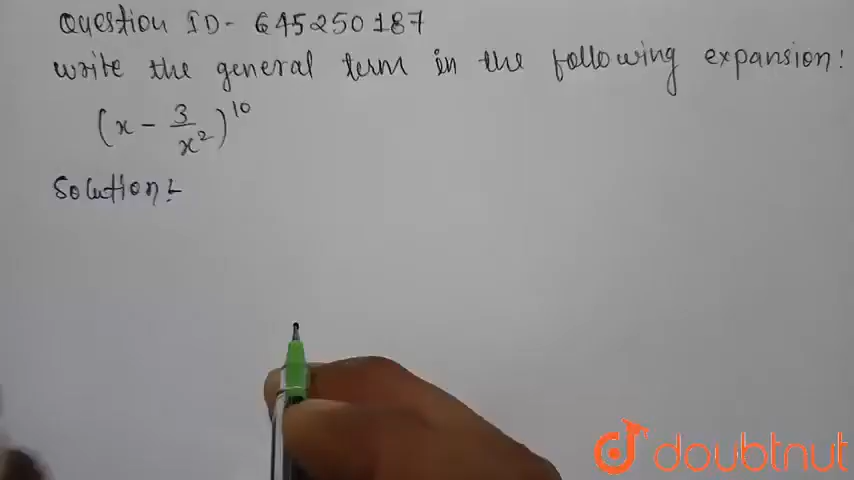 Question ID- 645250187
write the general term in the following expansion:
(x - 3/x²)^10
Solution:-
doubtnut